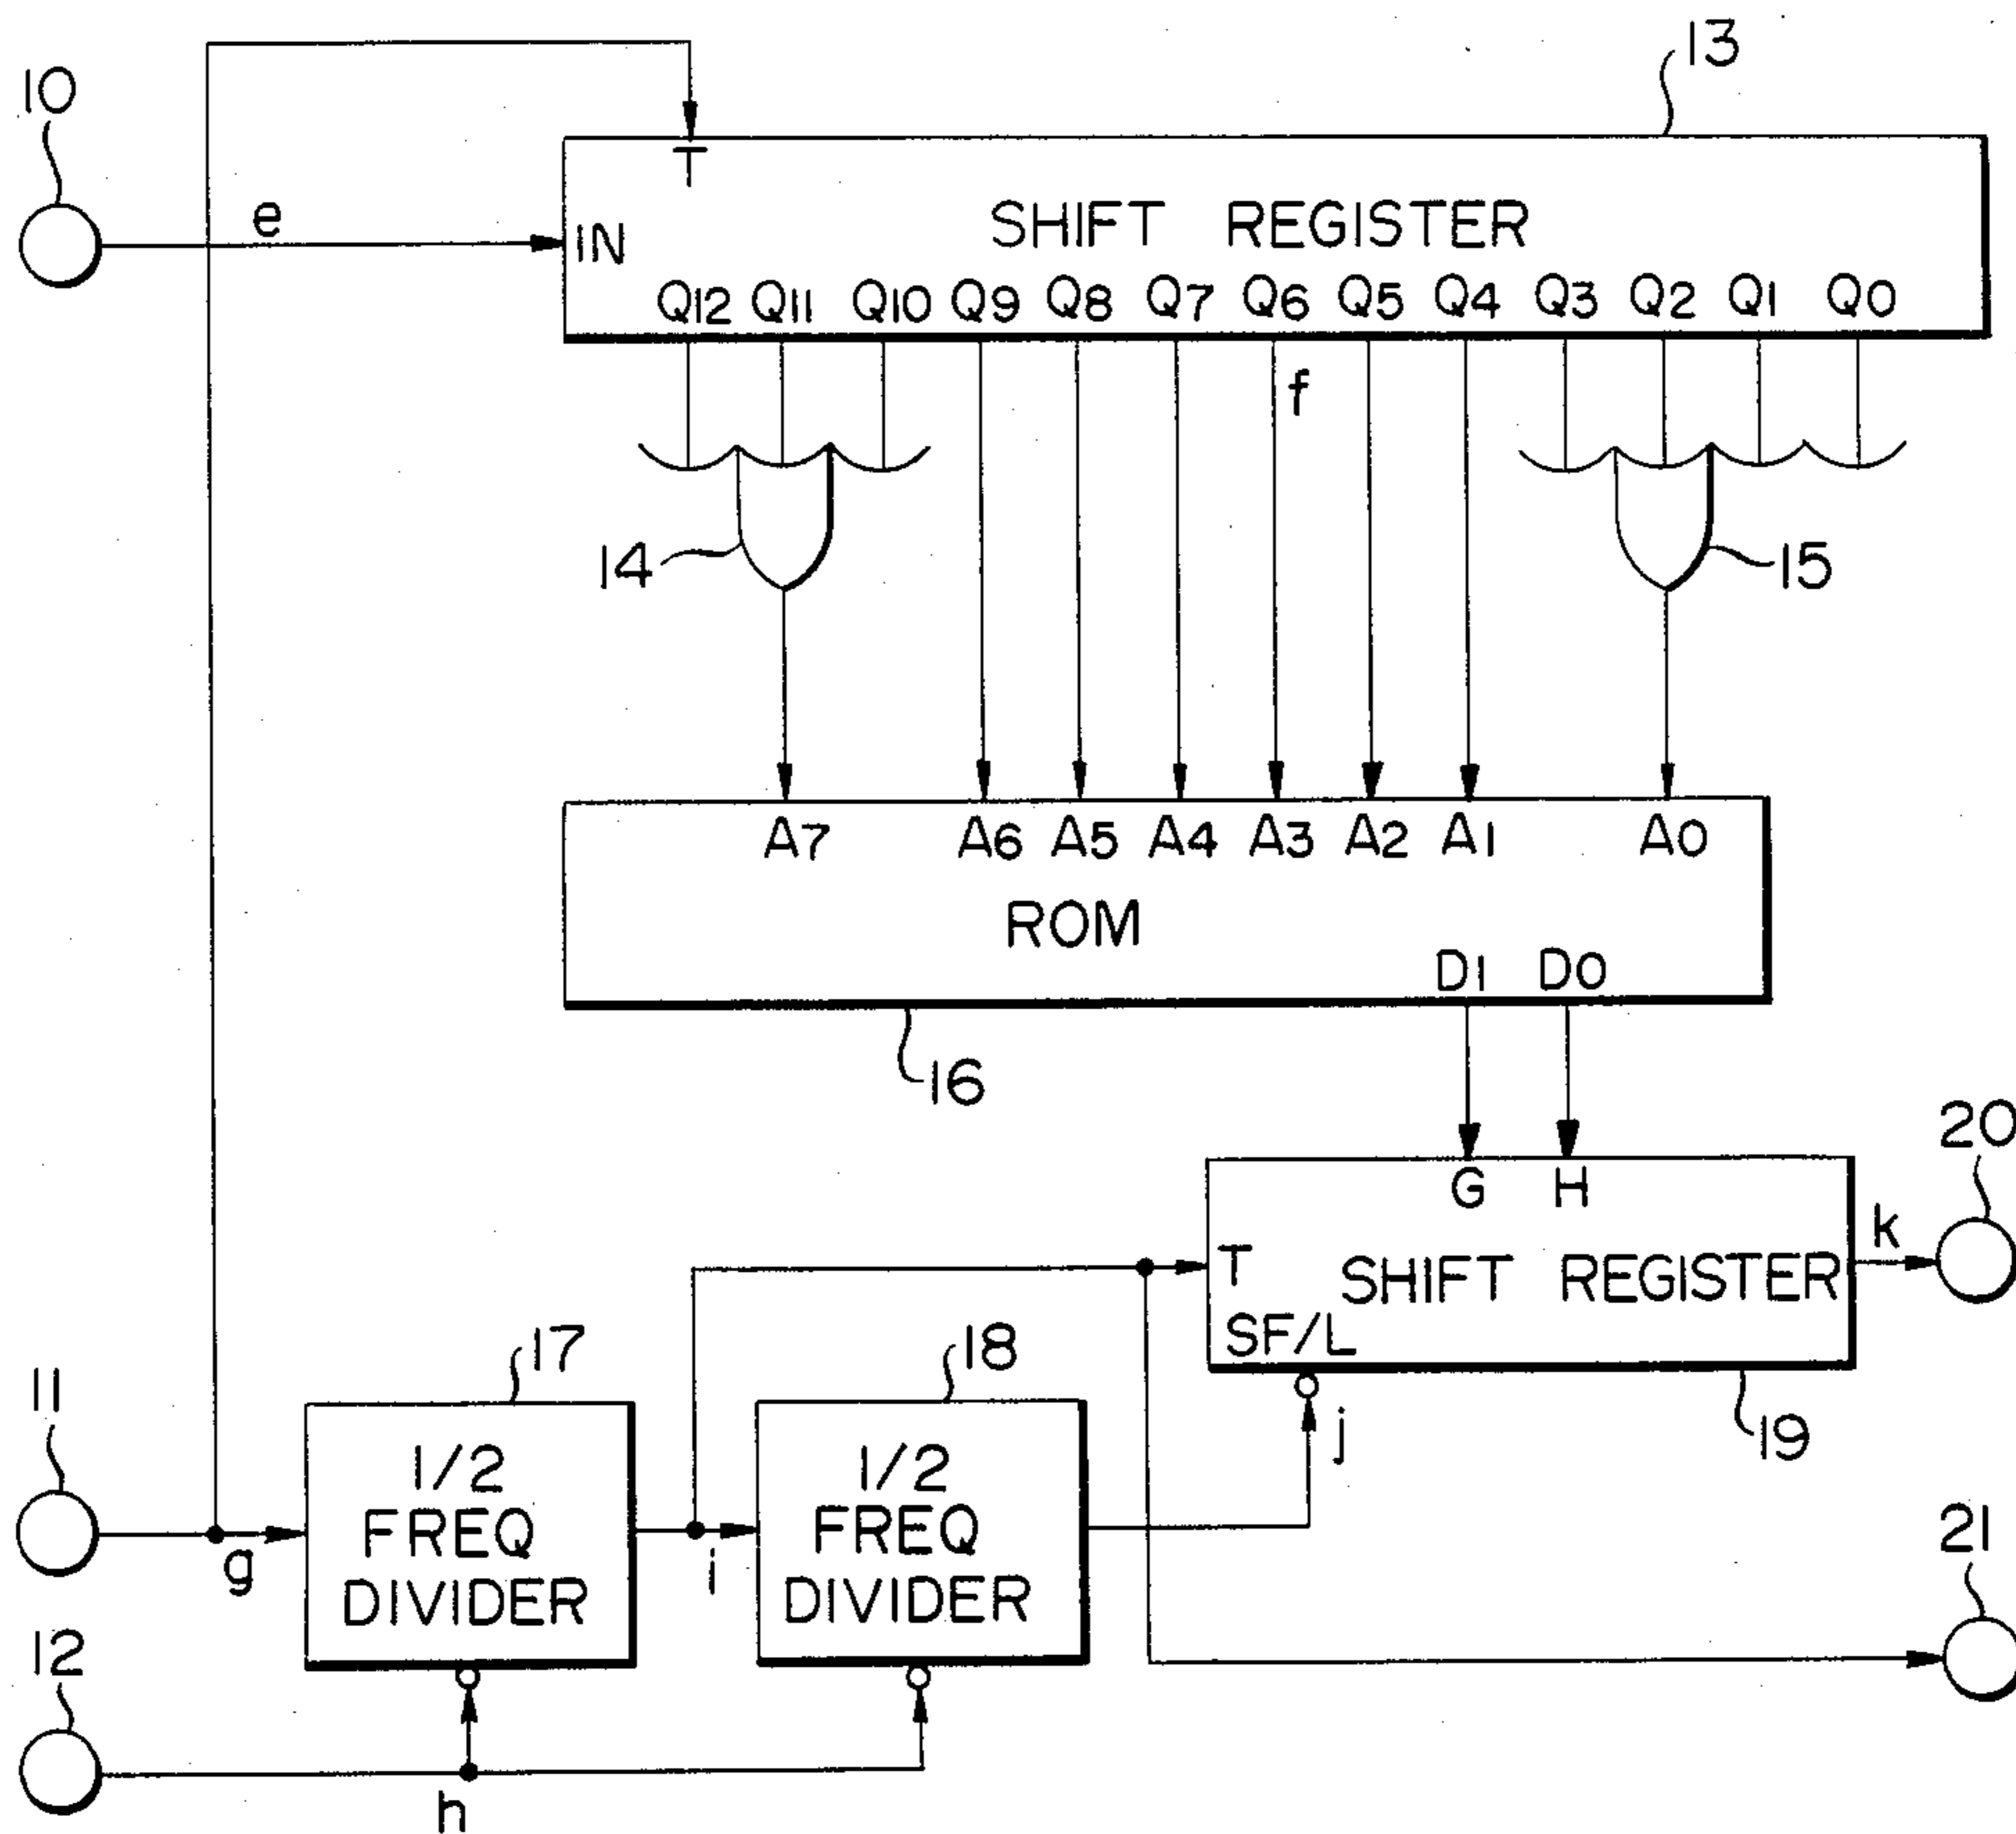 13
10
T
e
IN
SHIFT REGISTER
Q12 Q11 Q10 Q9 Q8 Q7 Q6 Q5 Q4 Q3 Q2 Q1 Q0
f
14
15
A7 A6 A5 A4 A3 A2 A1 A0
ROM
D1 D0
16
20
G H
k
T
SHIFT REGISTER
SF/L
17
18
11
19
j
1/2
FREQ
DIVIDER
1/2
FREQ
DIVIDER
g
i
21
12
h